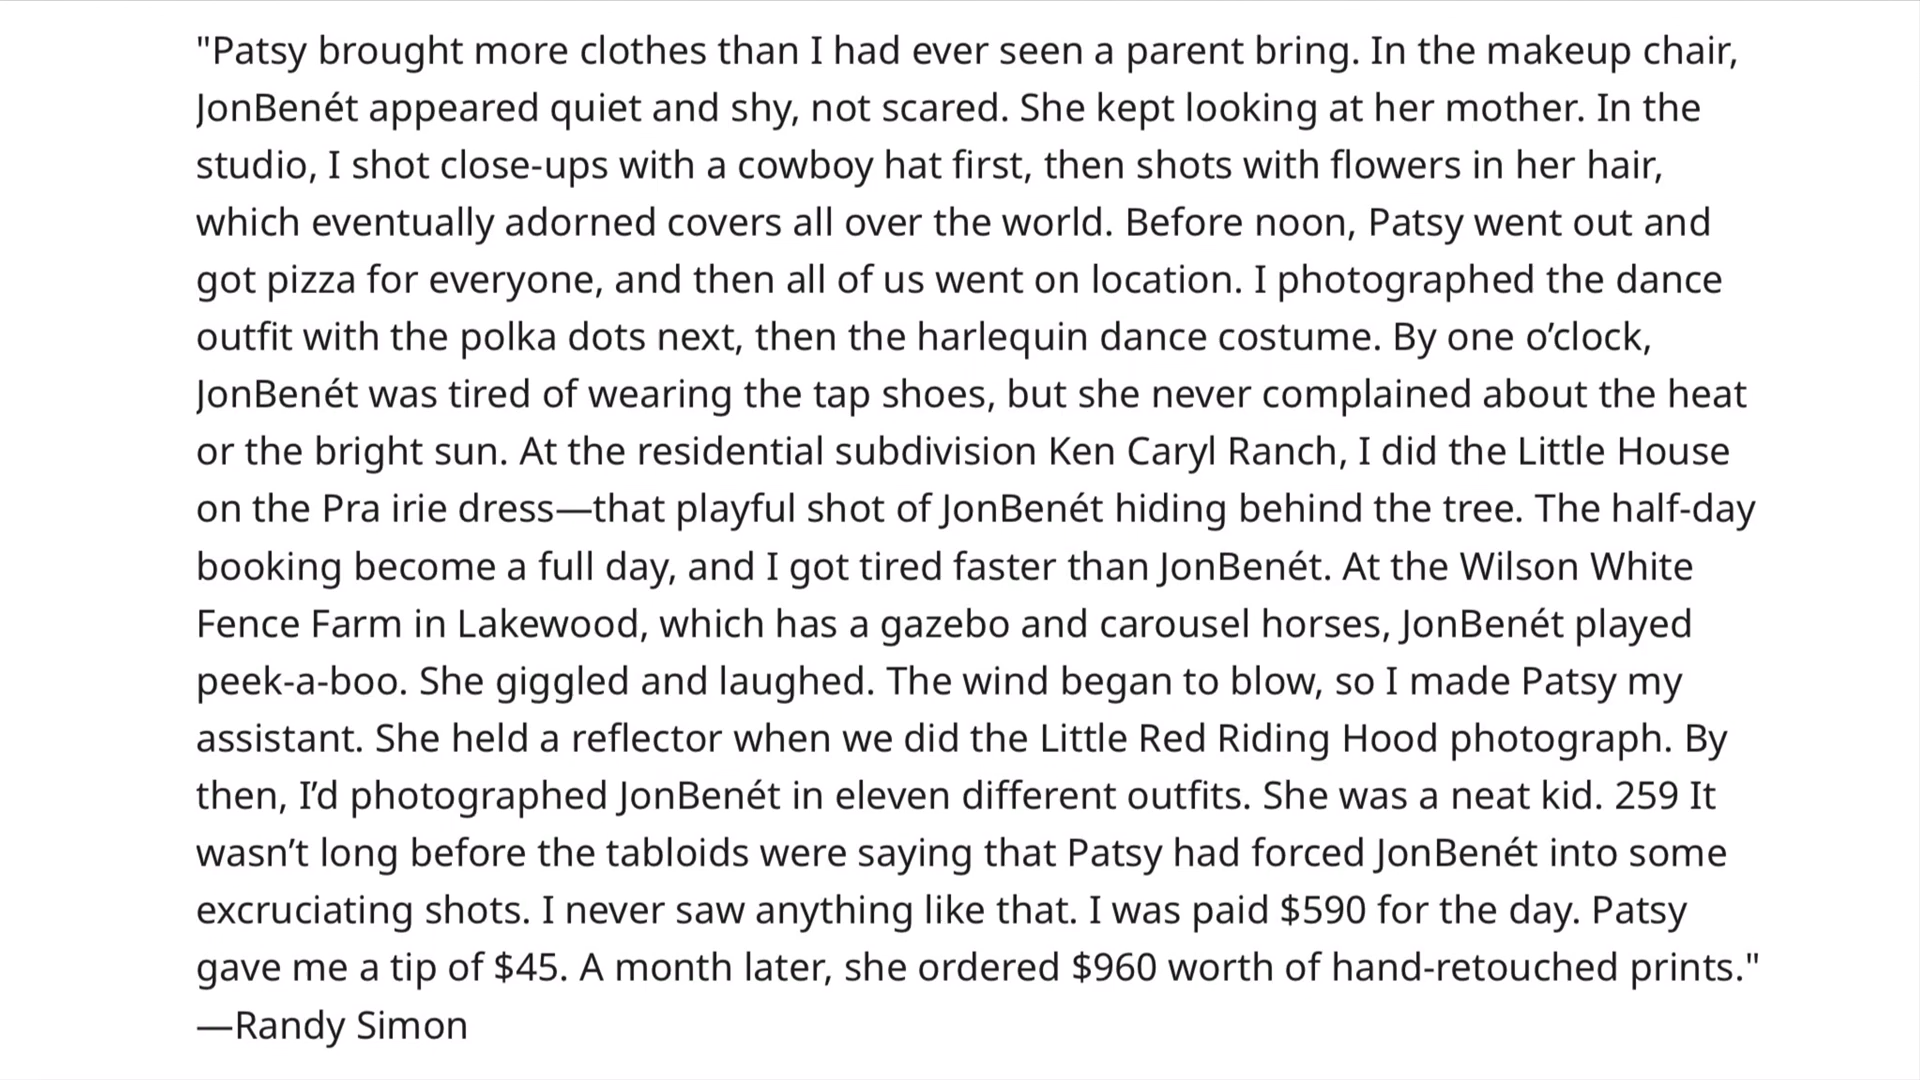 "Patsy brought more clothes than I had ever seen a parent bring. In the makeup chair,
JonBenét appeared quiet and shy, not scared. She kept looking at her mother. In the
studio, I shot close-ups with a cowboy hat first, then shots with flowers in her hair,
which eventually adorned covers all over the world. Before noon, Patsy went out and
got pizza for everyone, and then all of us went on location. I photographed the dance
outfit with the polka dots next, then the harlequin dance costume. By one o’clock,
JonBenét was tired of wearing the tap shoes, but she never complained about the heat
or the bright sun. At the residential subdivision Ken Caryl Ranch, I did the Little House
on the Pra irie dress—that playful shot of JonBenét hiding behind the tree. The half-day
booking become a full day, and I got tired faster than JonBenét. At the Wilson White
Fence Farm in Lakewood, which has a gazebo and carousel horses, JonBenét played
peek-a-boo. She giggled and laughed. The wind began to blow, so I made Patsy my
assistant. She held a reflector when we did the Little Red Riding Hood photograph. By
then, I’d photographed JonBenét in eleven different outfits. She was a neat kid. 259 It
wasn’t long before the tabloids were saying that Patsy had forced JonBenét into some
excruciating shots. I never saw anything like that. I was paid $590 for the day. Patsy
gave me a tip of $45. A month later, she ordered $960 worth of hand-retouched prints."
—Randy Simon